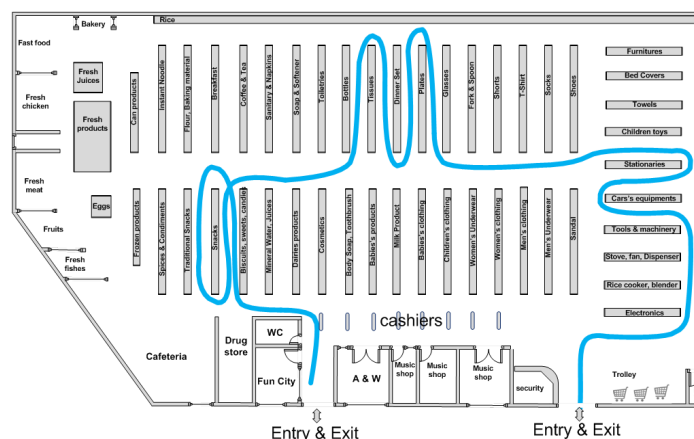 Bakery
Rice
Fast food
Fresh
Juices
Fresh
chicken
Fresh
products
Fresh
meat
Eggs
Fruits
Fresh
fishes
Can products
Instant Noodle
Flour, Baking material
Breakfast
Coffee & Tea
Sanitary & Napkins
Soap & Softener
Toiletries
Bottles
Tissues
Dinner Set
Plates
Glasses
Fork & Spoon
Shorts
T-Shirt
Socks
Shoes
Furnitures
Bed Covers
Towels
Children toys
Stationaries
Cars's equipments
Tools & machinery
Stove, fan, Dispenser
Rice cooker, blender
Electronics
Frozen products
Spices & Condiments
Traditional Snacks
Snacks
Biscuits, sweets, candies
Mineral Water, Juices
Daines products
Cosmetics
Body Soap, Toothbrush
Babies's products
Milk Product
Babies's clothing
Children's clothing
Women's Underwear
Women's clothing
Men's clothing
Men's Underwear
Sandal
cashiers
Cafeteria
Drug
store
WC
Fun City
A & W
Music
shop
Music
shop
Music
shop
security
Trolley
Entry & Exit
Entry & Exit